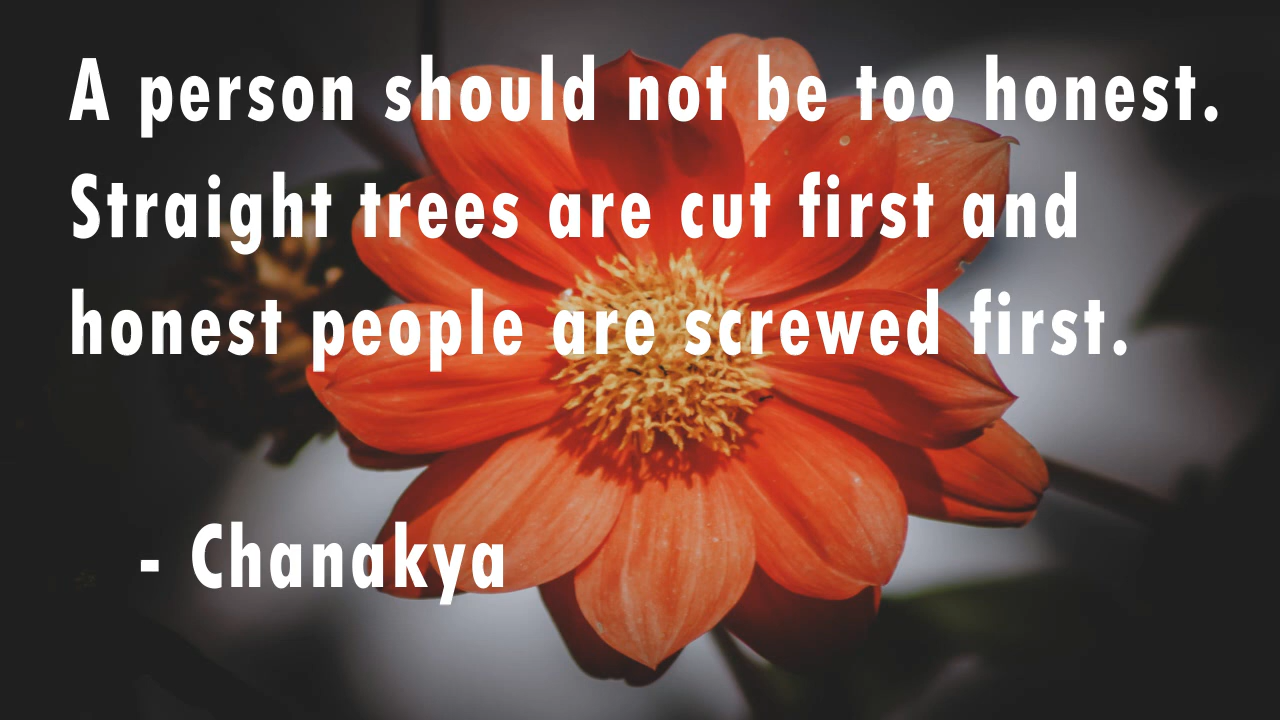 A person should not be too honest.
Straight trees are cut first and
honest people are screwed first.
- Chanakya